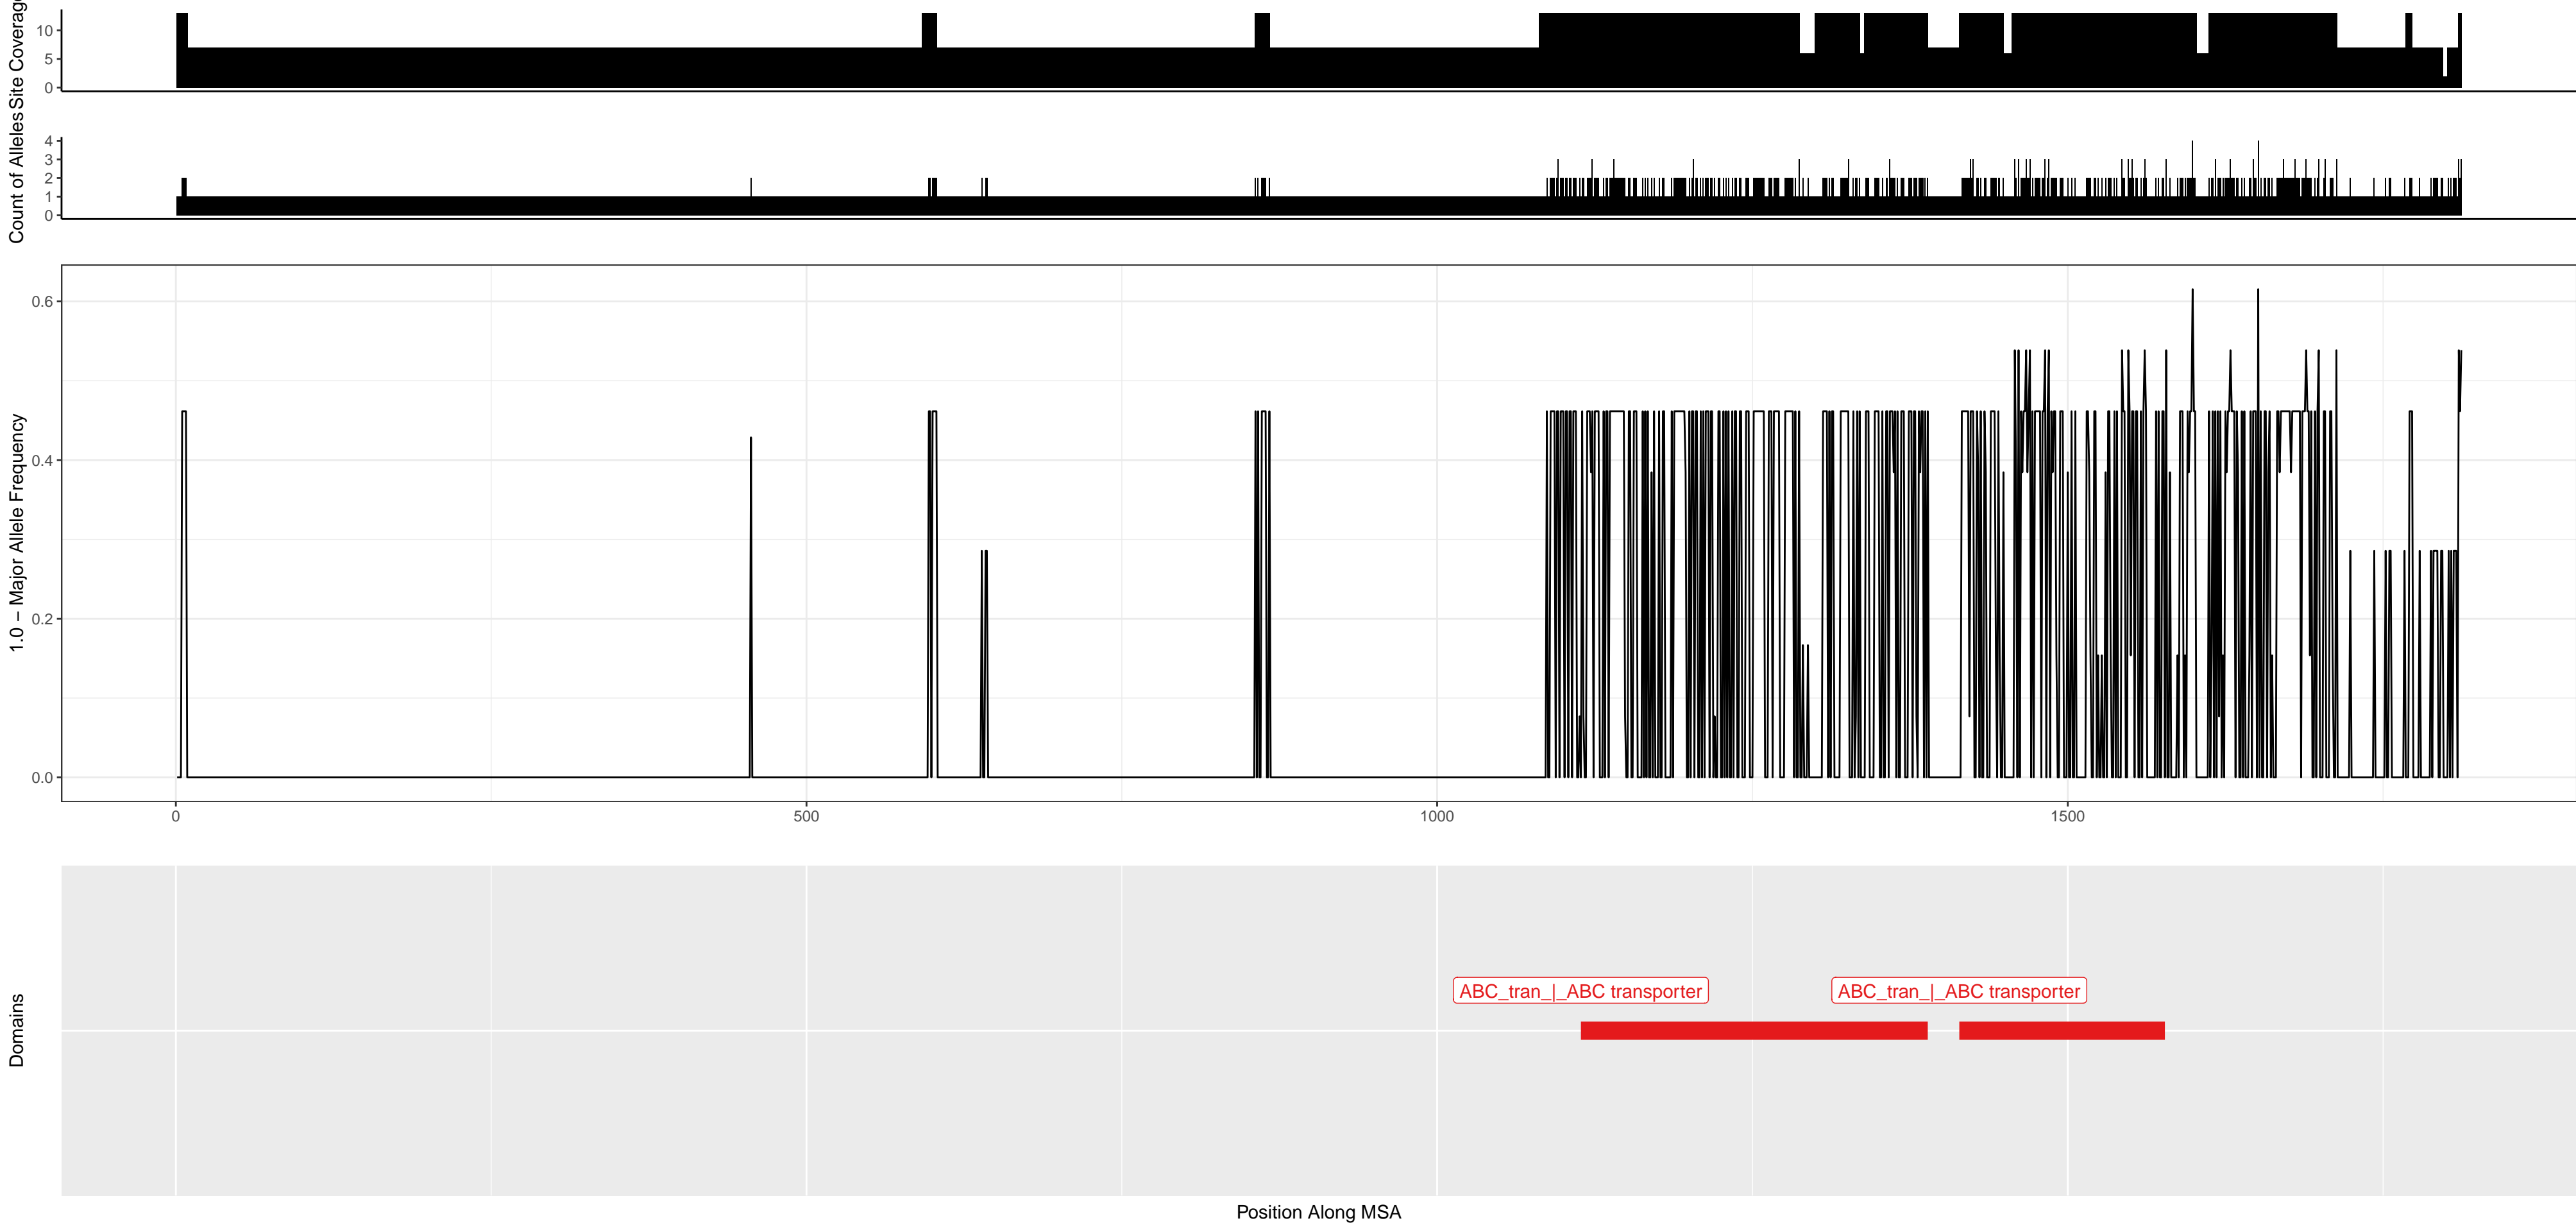 Site Coverage
10
5
0
Count of Alleles
4
3
2
1
0
1.0 − Major Allele Frequency
0.6
0.4
0.2
0.0
0
500
1000
1500
Domains
ABC_tran_|_ABC transporter
ABC_tran_|_ABC transporter
Position Along MSA